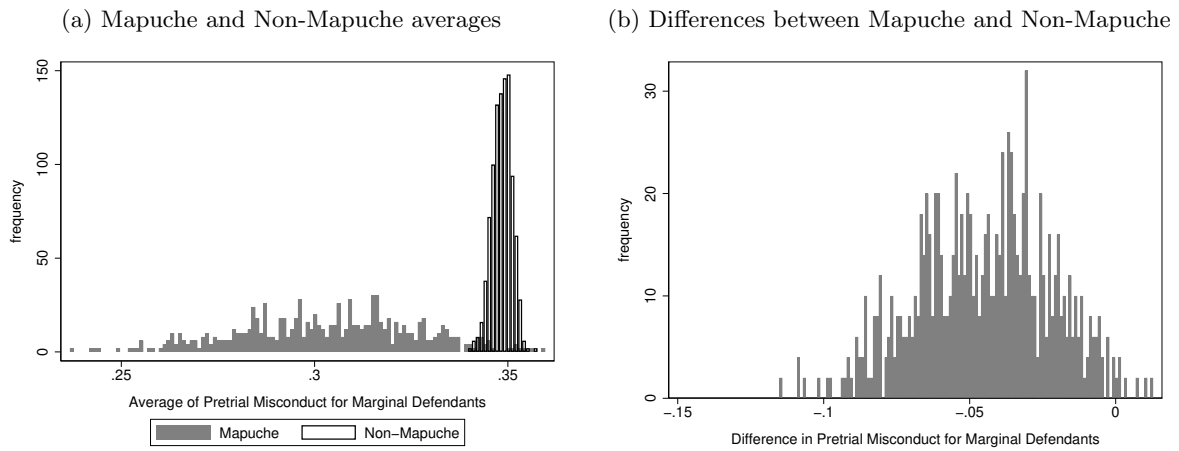 (a) Mapuche and Non-Mapuche averages
150
100
50
0
frequency
.25
.3
.35
Average of Pretrial Misconduct for Marginal Defendants
Mapuche
Non−Mapuche
(b) Differences between Mapuche and Non-Mapuche
30
20
10
0
frequency
−.15
−.1
−.05
0
Difference in Pretrial Misconduct for Marginal Defendants